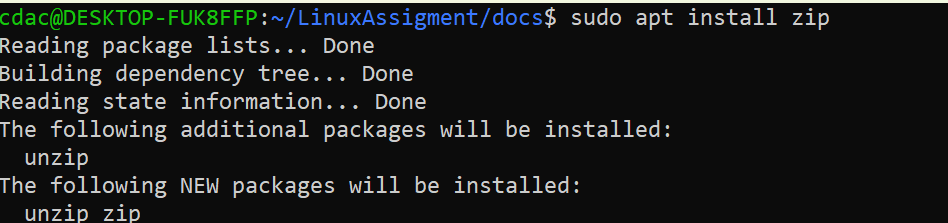 cdac@DESKTOP-FUK8FFP:~/LinuxAssigment/docs$ sudo apt install zip
Reading package lists... Done
Building dependency tree... Done
Reading state information... Done
The following additional packages will be installed:
  unzip
The following NEW packages will be installed:
  unzip zip